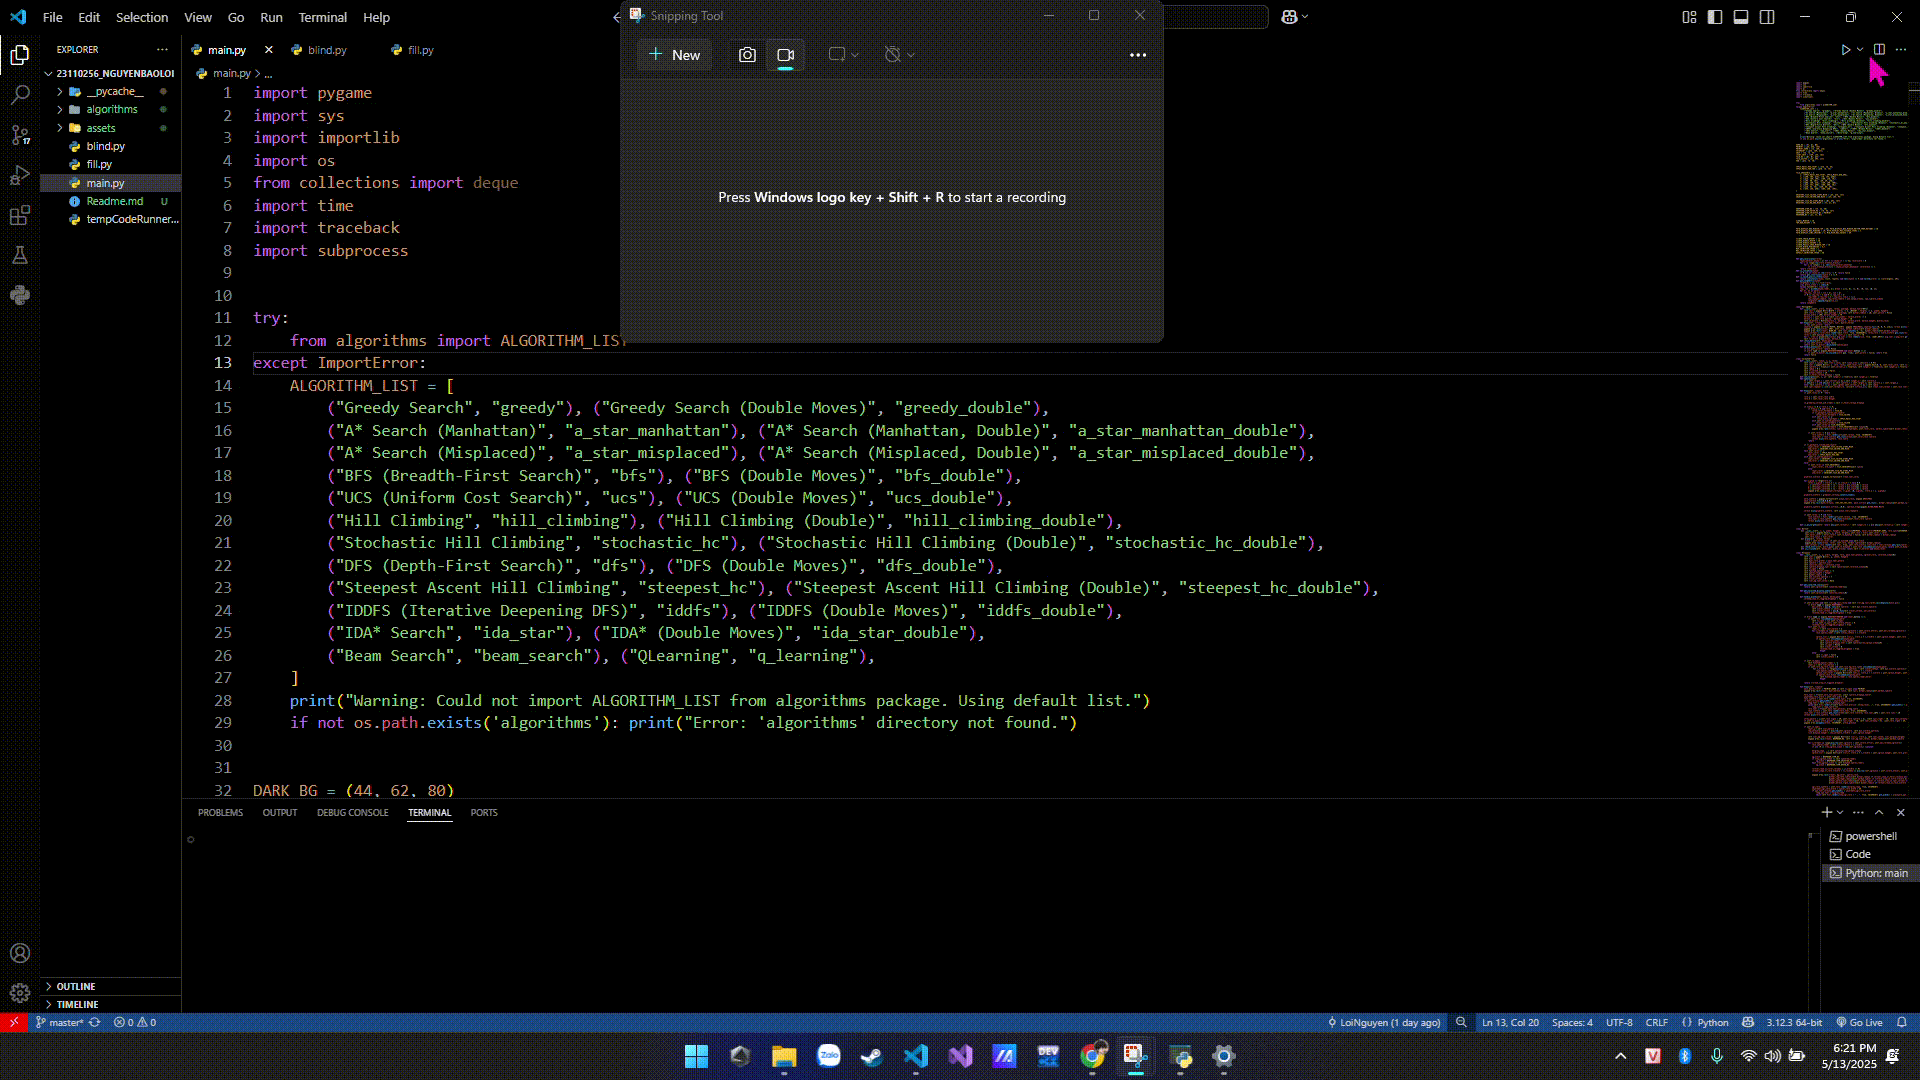 File Edit Selection View Go Run Terminal Help
Snipping Tool
New
Press Windows logo key + Shift + R to start a recording
EXPLORER
23110256_NGUYENBAOLOI
__pycache__
algorithms
assets
blind.py
fill.py
main.py
Readme.md U
tempCodeRunner...
OUTLINE
TIMELINE
17
main.py blind.py fill.py
main.py > ...
1 import pygame
2 import sys
3 import importlib
4 import os
5 from collections import deque
6 import time
7 import traceback
8 import subprocess
9
10
11 try:
12 from algorithms import ALGORITHM_LIST
13 except ImportError:
14 ALGORITHM_LIST = [
15 ("Greedy Search", "greedy"), ("Greedy Search (Double Moves)", "greedy_double"),
16 ("A* Search (Manhattan)", "a_star_manhattan"), ("A* Search (Manhattan, Double)", "a_star_manhattan_double"),
17 ("A* Search (Misplaced)", "a_star_misplaced"), ("A* Search (Misplaced, Double)", "a_star_misplaced_double"),
18 ("BFS (Breadth-First Search)", "bfs"), ("BFS (Double Moves)", "bfs_double"),
19 ("UCS (Uniform Cost Search)", "ucs"), ("UCS (Double Moves)", "ucs_double"),
20 ("Hill Climbing", "hill_climbing"), ("Hill Climbing (Double)", "hill_climbing_double"),
21 ("Stochastic Hill Climbing", "stochastic_hc"), ("Stochastic Hill Climbing (Double)", "stochastic_hc_double"),
22 ("DFS (Depth-First Search)", "dfs"), ("DFS (Double Moves)", "dfs_double"),
23 ("Steepest Ascent Hill Climbing", "steepest_hc"), ("Steepest Ascent Hill Climbing (Double)", "steepest_hc_double"),
24 ("IDDFS (Iterative Deepening DFS)", "iddfs"), ("IDDFS (Double Moves)", "iddfs_double"),
25 ("IDA* Search", "ida_star"), ("IDA* (Double Moves)", "ida_star_double"),
26 ("Beam Search", "beam_search"), ("QLearning", "q_learning"),
27 ]
28 print("Warning: Could not import ALGORITHM_LIST from algorithms package. Using default list.")
29 if not os.path.exists('algorithms'): print("Error: 'algorithms' directory not found.")
30
31
32 DARK_BG = (44, 62, 80)
PROBLEMS OUTPUT DEBUG CONSOLE TERMINAL PORTS
powershell
Code
Python: main
master* 0 0 LoiNguyen (1 day ago) Ln 13, Col 20 Spaces: 4 UTF-8 CRLF {} Python 3.12.3 64-bit Go Live
Zalo
DEV
V
6:21 PM
5/13/2025